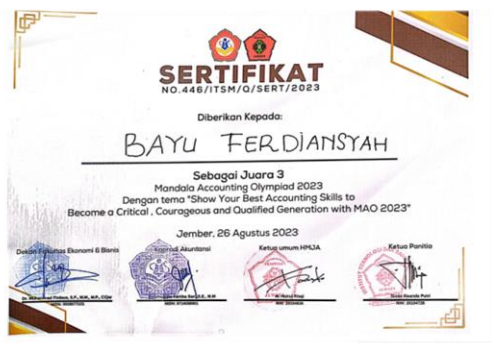 SERTIFIKAT
NO.446/ITSM/Q/SERT/2023
Diberikan Kepada:
BAYU FERDIANSYAH
Sebagai Juara 3
Mandala Accounting Olympiad 2023
Dengan tema "Show Your Best Accounting Skills to
Become a Critical , Courageous and Qualified Generation with MAO 2023"
Jember, 26 Agustus 2023
Dekan Fakultas Ekonomi & Bisnis
Kaprodi Akuntansi
Ketua umum HMJA
Ketua Panitia